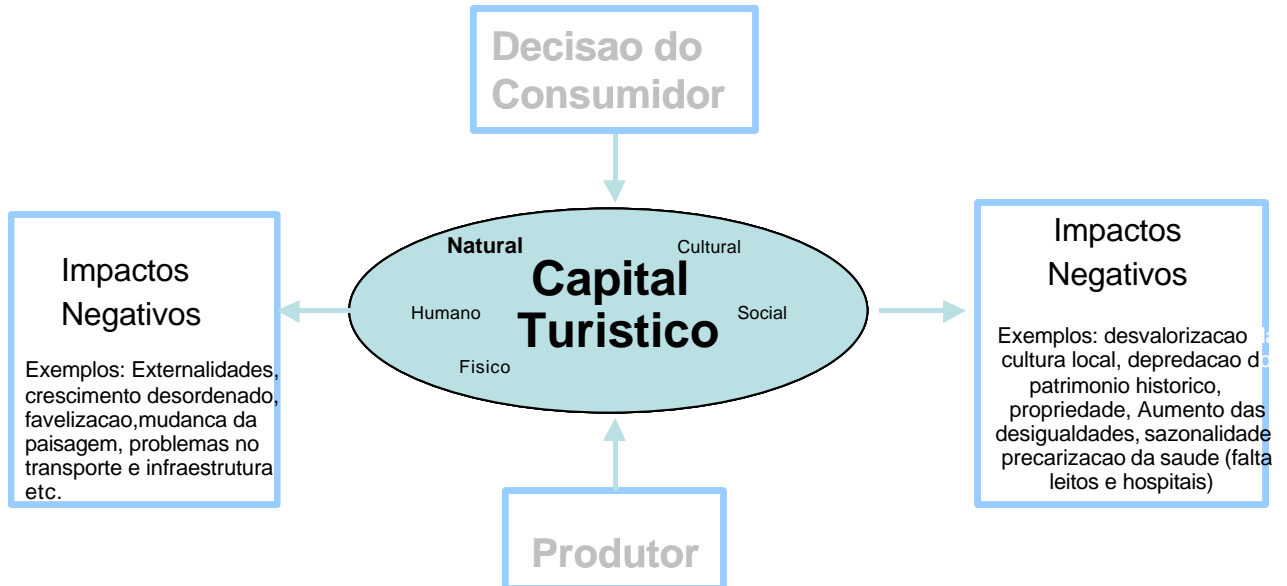 Decisao do
Consumidor
Impactos
Negativos
Exemplos: Externalidades,
crescimento desordenado,
favelizacao,mudanca da
paisagem, problemas no
transporte e infraestrutura
etc.
Natural
Cultural
Capital
Turistico
Humano
Social
Fisico
Impactos
Negativos
Exemplos: desvalorizacao da
cultura local, depredacao do
patrimonio historico,
propriedade, Aumento das
desigualdades, sazonalidade
precarizacao da saude (falta
leitos e hospitais)
Produtor